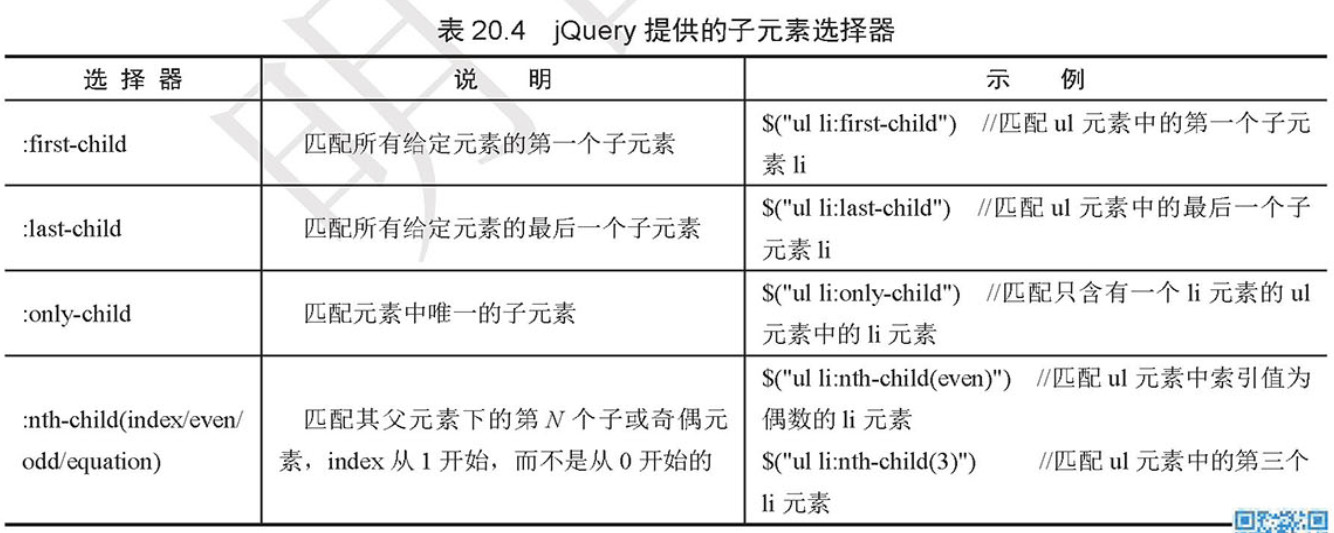 表 20.4 jQuery 提供的子元素选择器
选 择 器
说 明
示 例
:first-child
匹配所有给定元素的第一个子元素
$("ul li:first-child") //匹配 ul 元素中的第一个子元
素 li
:last-child
匹配所有给定元素的最后一个子元素
$("ul li:last-child") //匹配 ul 元素中的最后一个子
元素 li
:only-child
匹配元素中唯一的子元素
$("ul li:only-child") //匹配只含有一个 li 元素的 ul
元素中的 li 元素
:nth-child(index/even/
odd/equation)
匹配其父元素下的第 N 个子或奇偶元
素，index 从 1 开始，而不是从 0 开始的
$("ul li:nth-child(even)") //匹配 ul 元素中索引值为
偶数的 li 元素
$("ul li:nth-child(3)") //匹配 ul 元素中的第三个
li 元素
明